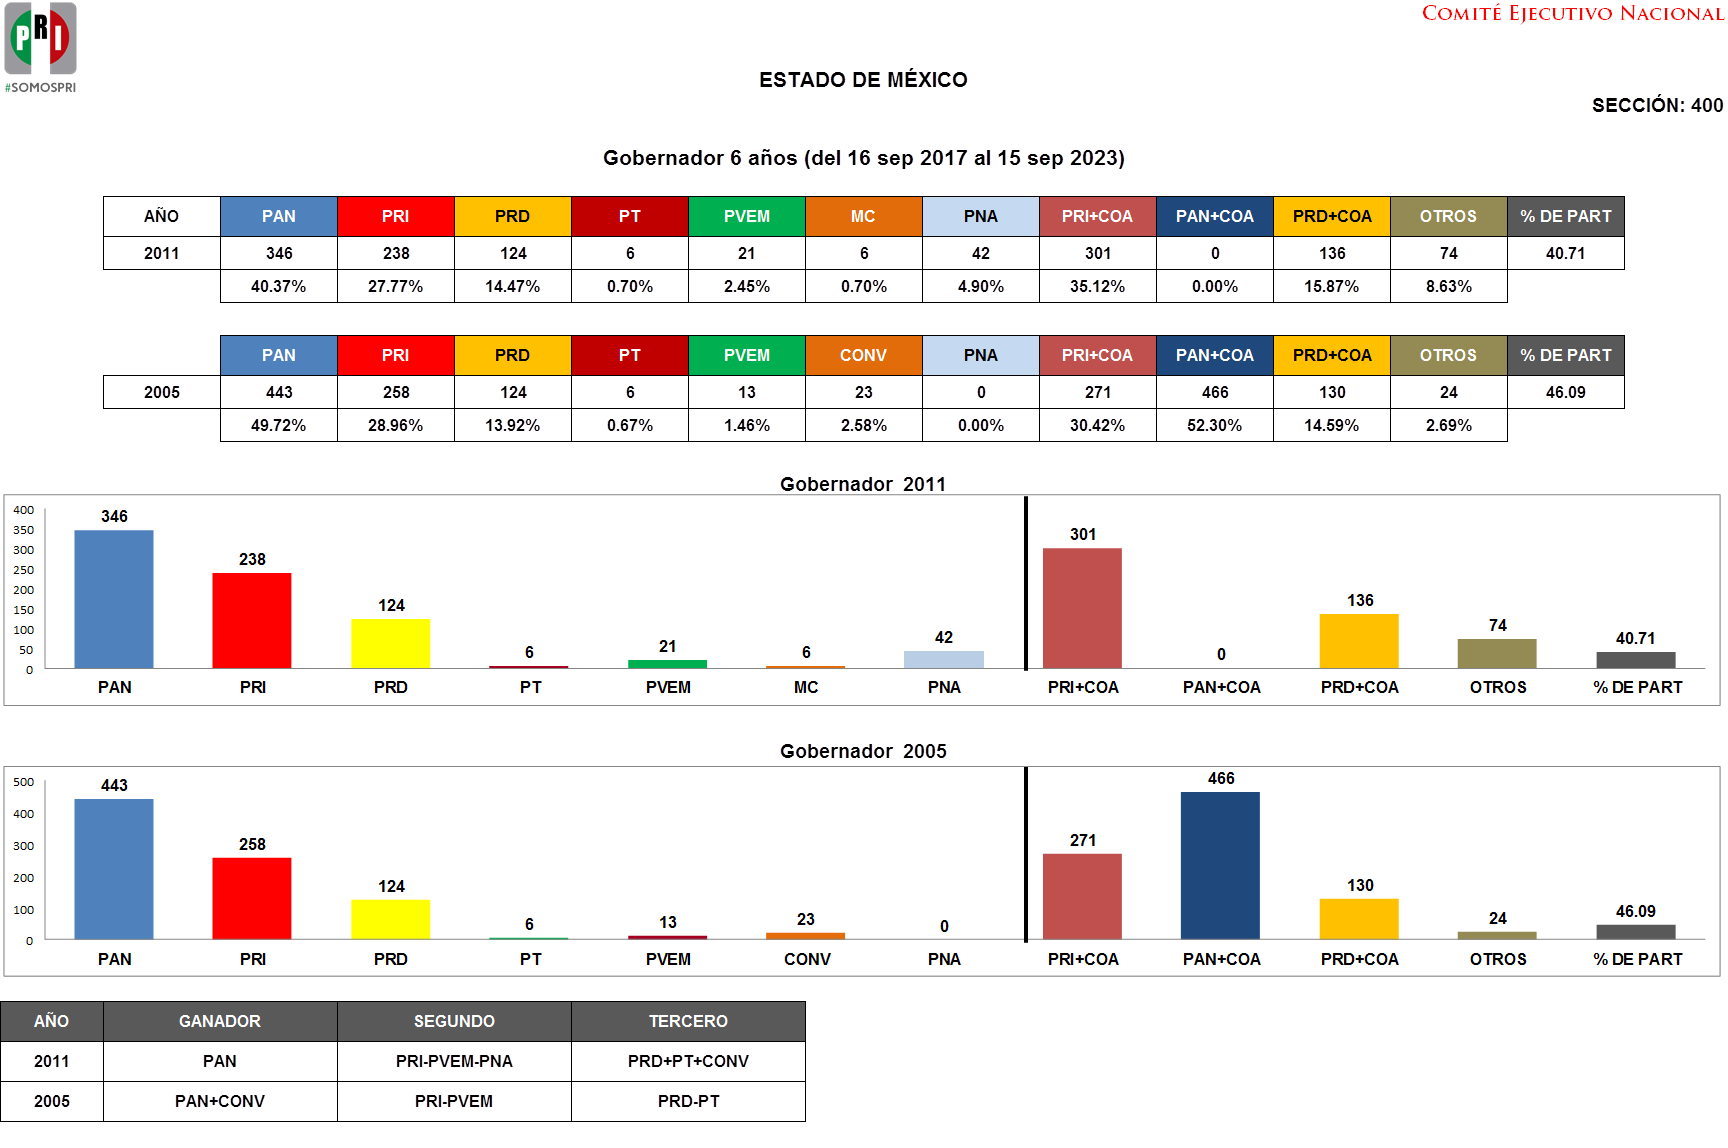 PRI
#SOMOSPRI
COMITÉ EJECUTIVO NACIONAL
ESTADO DE MÉXICO
SECCIÓN: 400
Gobernador 6 años (del 16 sep 2017 al 15 sep 2023)
AÑO PAN PRI PRD PT PVEM MC PNA PRI+COA PAN+COA PRD+COA OTROS % DE PART
2011 346 238 124 6 21 6 42 301 0 136 74 40.71
40.37% 27.77% 14.47% 0.70% 2.45% 0.70% 4.90% 35.12% 0.00% 15.87% 8.63%
PAN PRI PRD PT PVEM CONV PNA PRI+COA PAN+COA PRD+COA OTROS % DE PART
2005 443 258 124 6 13 23 0 271 466 130 24 46.09
49.72% 28.96% 13.92% 0.67% 1.46% 2.58% 0.00% 30.42% 52.30% 14.59% 2.69%
Gobernador 2011
400
350
300
250
200
150
100
50
0
346 238 124 6 21 6 42 301 0 136 74 40.71
PAN PRI PRD PT PVEM MC PNA PRI+COA PAN+COA PRD+COA OTROS % DE PART
Gobernador 2005
500
400
300
200
100
0
443 258 124 6 13 23 0 271 466 130 24 46.09
PAN PRI PRD PT PVEM CONV PNA PRI+COA PAN+COA PRD+COA OTROS % DE PART
AÑO GANADOR SEGUNDO TERCERO
2011 PAN PRI-PVEM-PNA PRD+PT+CONV
2005 PAN+CONV PRI-PVEM PRD-PT